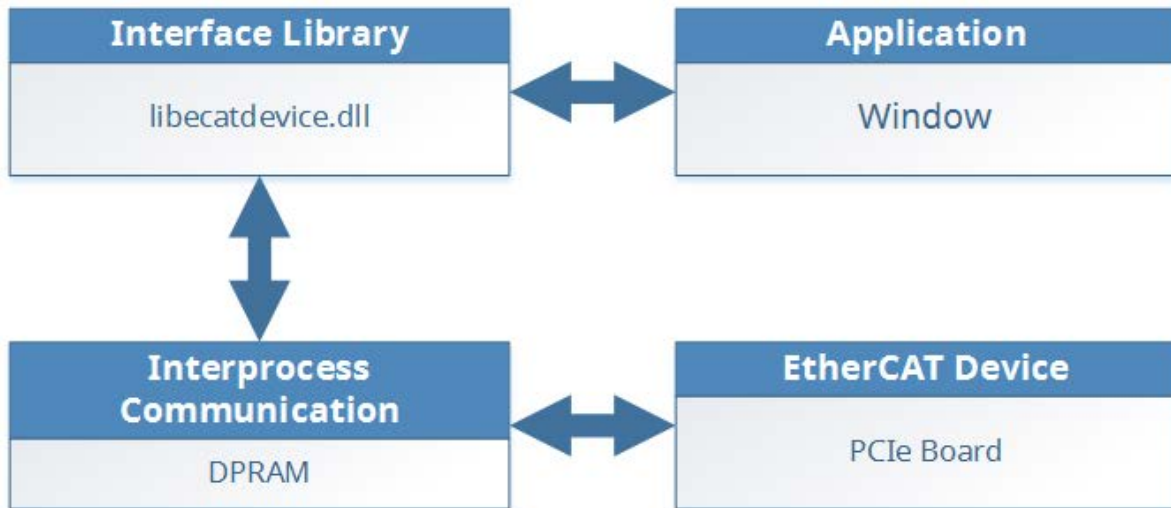 Interface Library
libecatdevice.dll
Application
Window
Interprocess
Communication
DPRAM
EtherCAT Device
PCIe Board